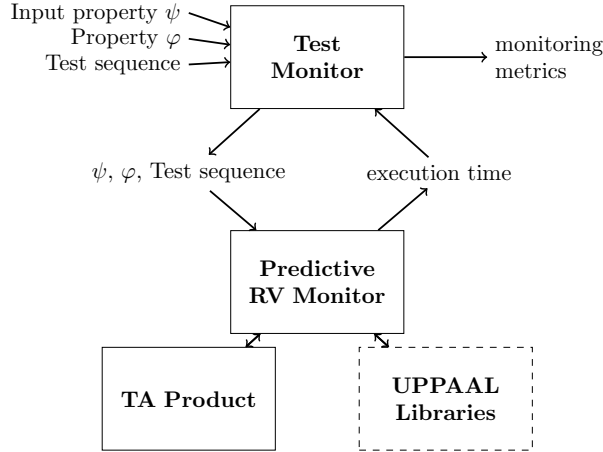 Input property ψ
Property φ
Test sequence
Test
Monitor
monitoring
metrics
ψ, φ, Test sequence
execution time
Predictive
RV Monitor
TA Product
UPPAAL
Libraries